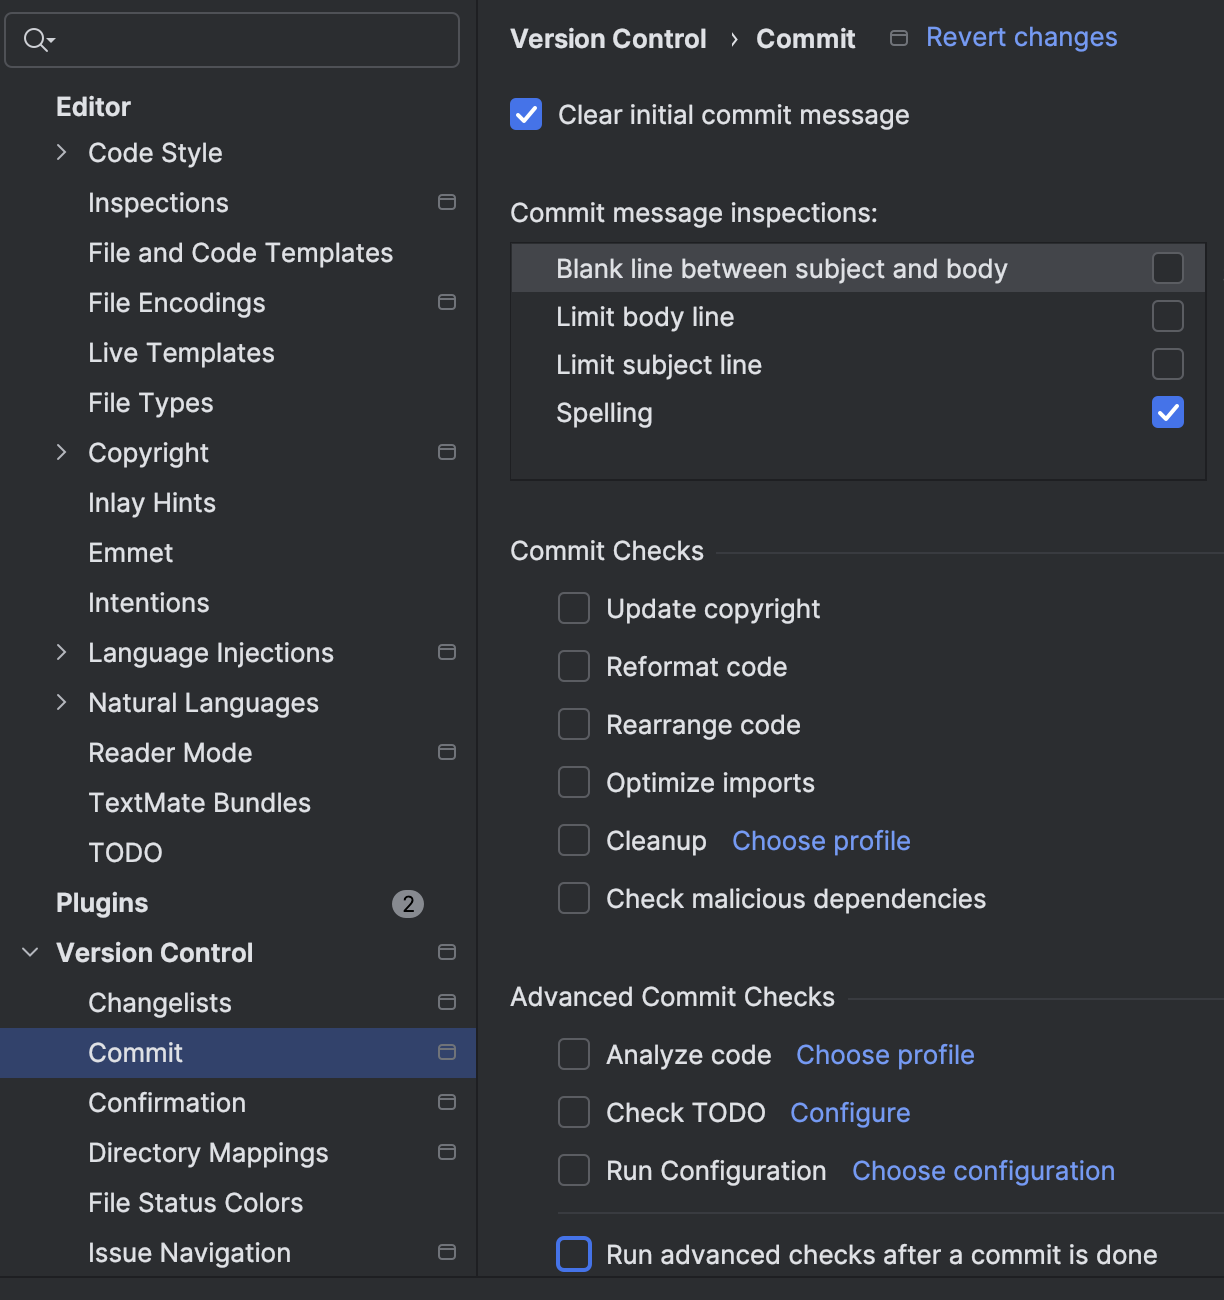 Editor
Code Style
Inspections
File and Code Templates
File Encodings
Live Templates
File Types
Copyright
Inlay Hints
Emmet
Intentions
Language Injections
Natural Languages
Reader Mode
TextMate Bundles
TODO
Plugins 2
Version Control
Changelists
Commit
Confirmation
Directory Mappings
File Status Colors
Issue Navigation
Version Control › Commit Revert changes
Clear initial commit message
Commit message inspections:
Blank line between subject and body
Limit body line
Limit subject line
Spelling
Commit Checks
Update copyright
Reformat code
Rearrange code
Optimize imports
Cleanup Choose profile
Check malicious dependencies
Advanced Commit Checks
Analyze code Choose profile
Check TODO Configure
Run Configuration Choose configuration
Run advanced checks after a commit is done